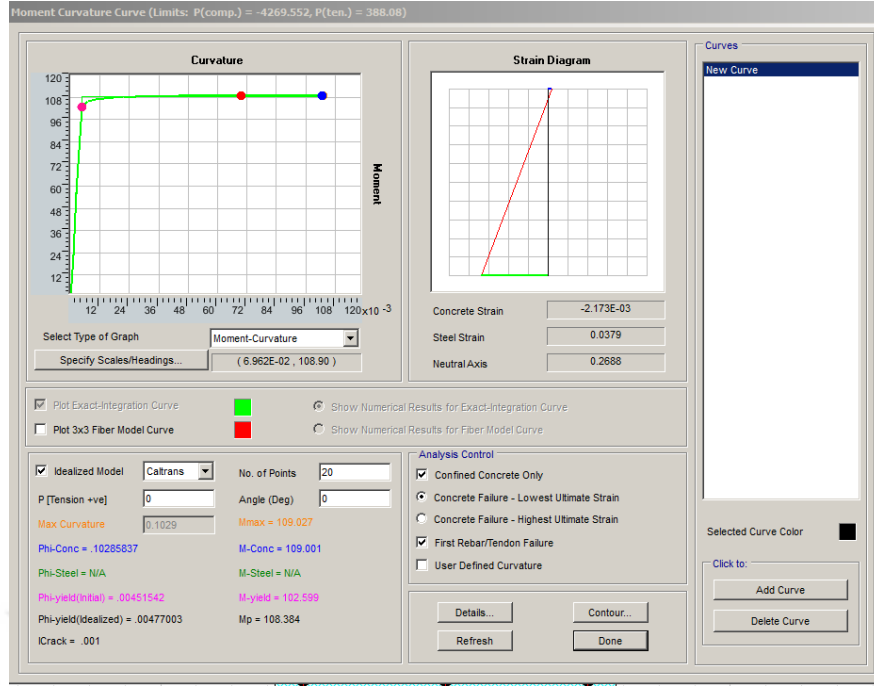 Moment Curvature Curve (Limits: P(comp.) = -4269.552, P(ten.) = 388.08)
Curvature
120
108
96
84
72
60
48
36
24
12
Moment
12 24 36 48 60 72 84 96 108 120 x10 -3
Select Type of Graph Moment-Curvature
Specify Scales/Headings... ( 6.962E-02 , 108.90 )
Strain Diagram
Concrete Strain -2.173E-03
Steel Strain 0.0379
Neutral Axis 0.2688
Curves
New Curve
Selected Curve Color
Click to:
Add Curve
Delete Curve
Plot Exact-Integration Curve
Show Numerical Results for Exact-Integration Curve
Plot 3x3 Fiber Model Curve
Show Numerical Results for Fiber Model Curve
Idealized Model Caltrans No. of Points 20
P [Tension +ve] 0 Angle (Deg) 0
Max Curvature 0.1029 Mmax = 109.027
Phi-Conc = .10285837 M-Conc = 109.001
Phi-Steel = N/A M-Steel = N/A
Phi-yield(Initial) = .00451542 M-yield = 102.599
Phi-yield(Idealized) = .00477003 Mp = 108.384
ICrack = .001
Analysis Control
Confined Concrete Only
Concrete Failure - Lowest Ultimate Strain
Concrete Failure - Highest Ultimate Strain
First Rebar/Tendon Failure
User Defined Curvature
Details... Contour...
Refresh Done